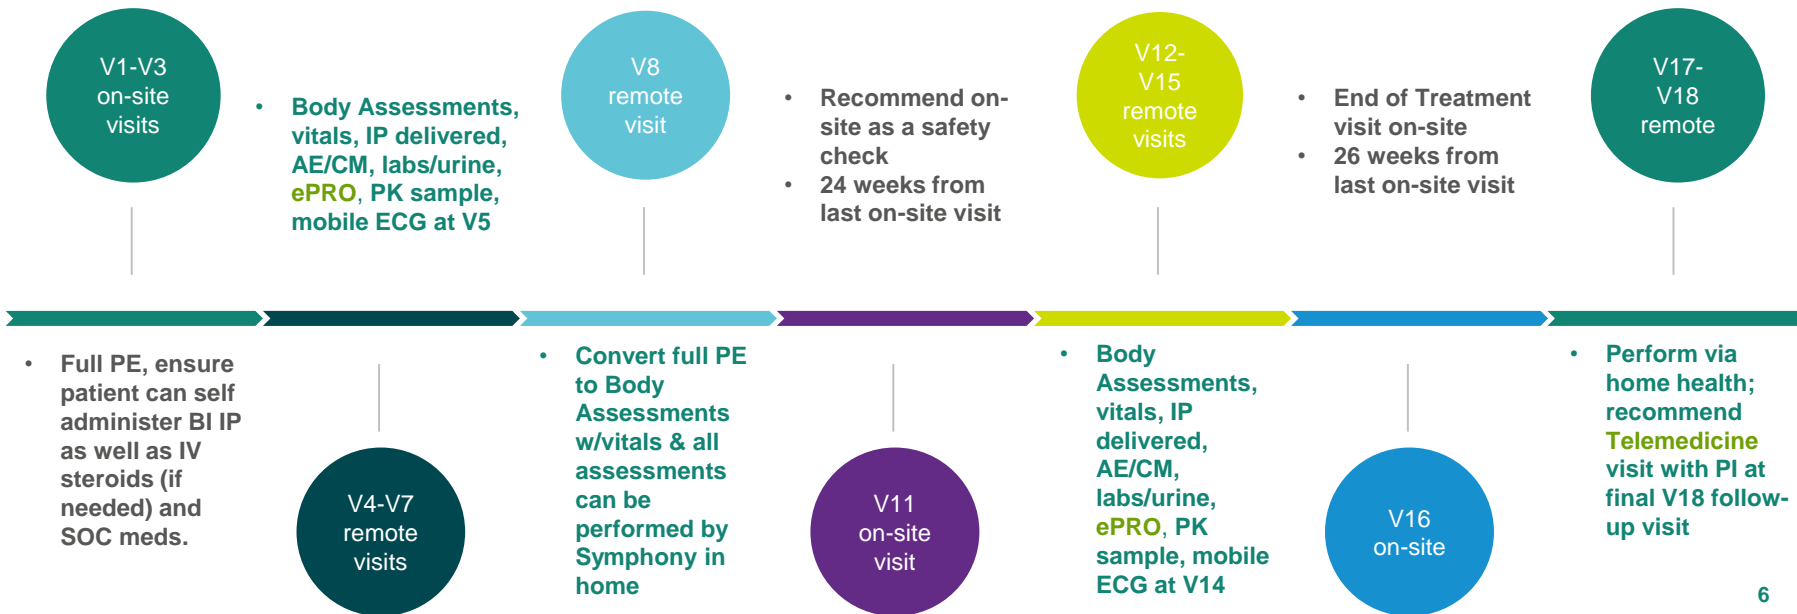 V1-V3
on-site
visits
• Body Assessments,
vitals, IP delivered,
AE/CM, labs/urine,
ePRO, PK sample,
mobile ECG at V5
V8
remote
visit
• Recommend on-
site as a safety
check
• 24 weeks from
last on-site visit
V12-
V15
remote
visits
• End of Treatment
visit on-site
• 26 weeks from
last on-site visit
V17-
V18
remote
• Full PE, ensure
patient can self
administer BI IP
as well as IV
steroids (if
needed) and
SOC meds.
V4-V7
remote
visits
• Convert full PE
to Body
Assessments
w/vitals & all
assessments
can be
performed by
Symphony in
home
V11
on-site
visit
• Body
Assessments,
vitals, IP
delivered,
AE/CM,
labs/urine,
ePRO, PK
sample, mobile
ECG at V14
V16
on-site
• Perform via
home health;
recommend
Telemedicine
visit with PI at
final V18 follow-
up visit
6